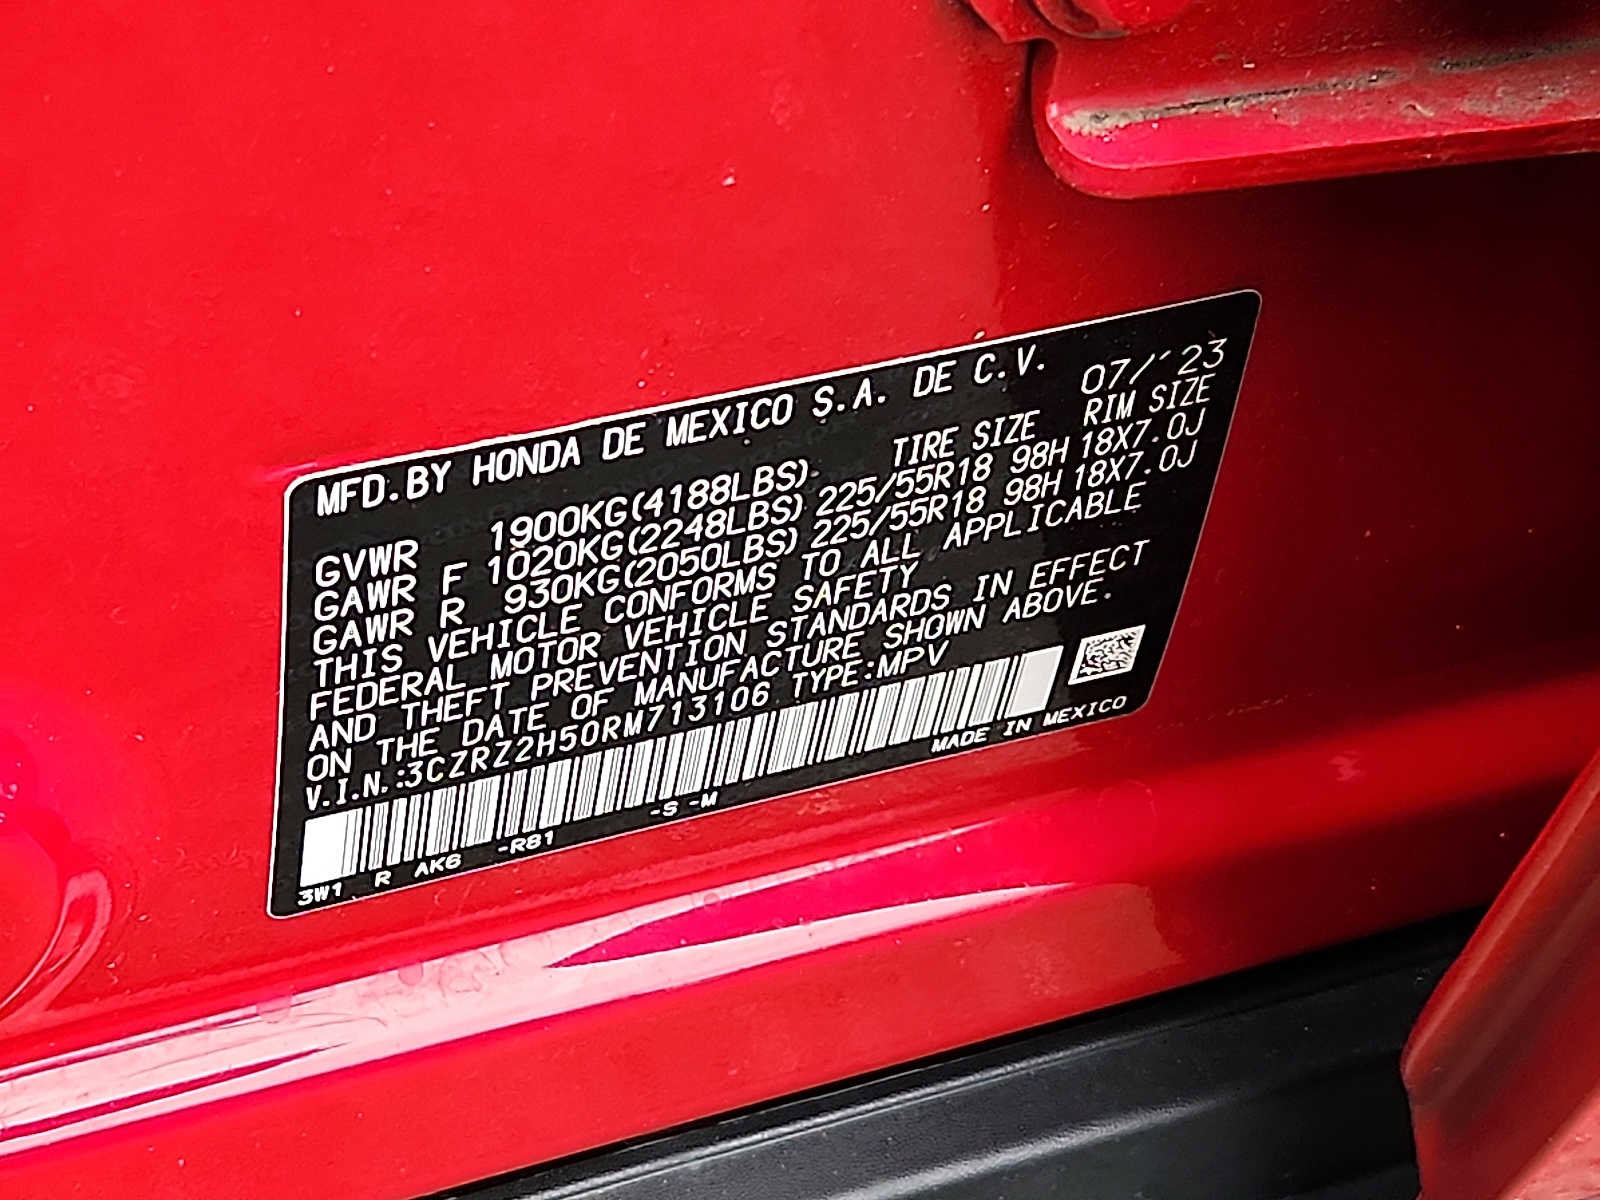 MFD.BY HONDA DE MEXICO S.A. DE C.V. 07/'23
TIRE SIZE RIM SIZE
GVWR 1900KG(4188LBS)
GAWR F 1020KG(2248LBS) 225/55R18 98H 18X7.0J
GAWR R 930KG(2050LBS) 225/55R18 98H 18X7.0J
THIS VEHICLE CONFORMS TO ALL APPLICABLE
FEDERAL MOTOR VEHICLE SAFETY
AND THEFT PREVENTION STANDARDS IN EFFECT
ON THE DATE OF MANUFACTURE SHOWN ABOVE.
V.I.N.:3CZRZ2H50RM713106 TYPE:MPV
MADE IN MEXICO
3W1 R AK6 -R81 -S -M